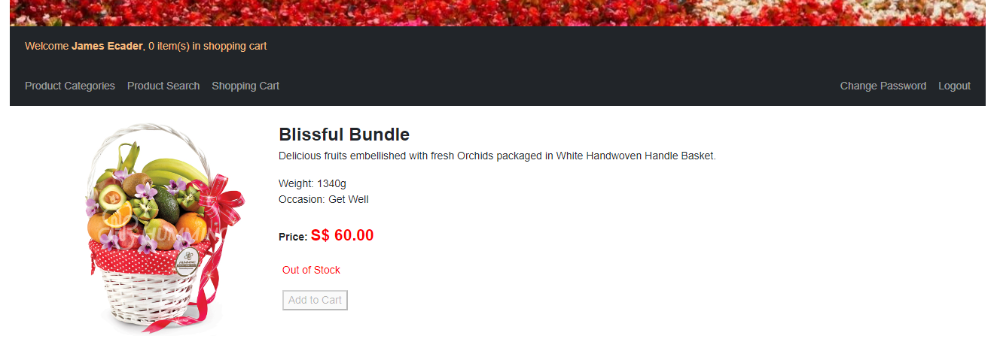 Welcome James Ecader, 0 item(s) in shopping cart
Product Categories Product Search Shopping Cart Change Password Logout
Blissful Bundle
Delicious fruits embellished with fresh Orchids packaged in White Handwoven Handle Basket.
Weight: 1340g
Occasion: Get Well
Price: S$ 60.00
Out of Stock
Add to Cart
HUMMING